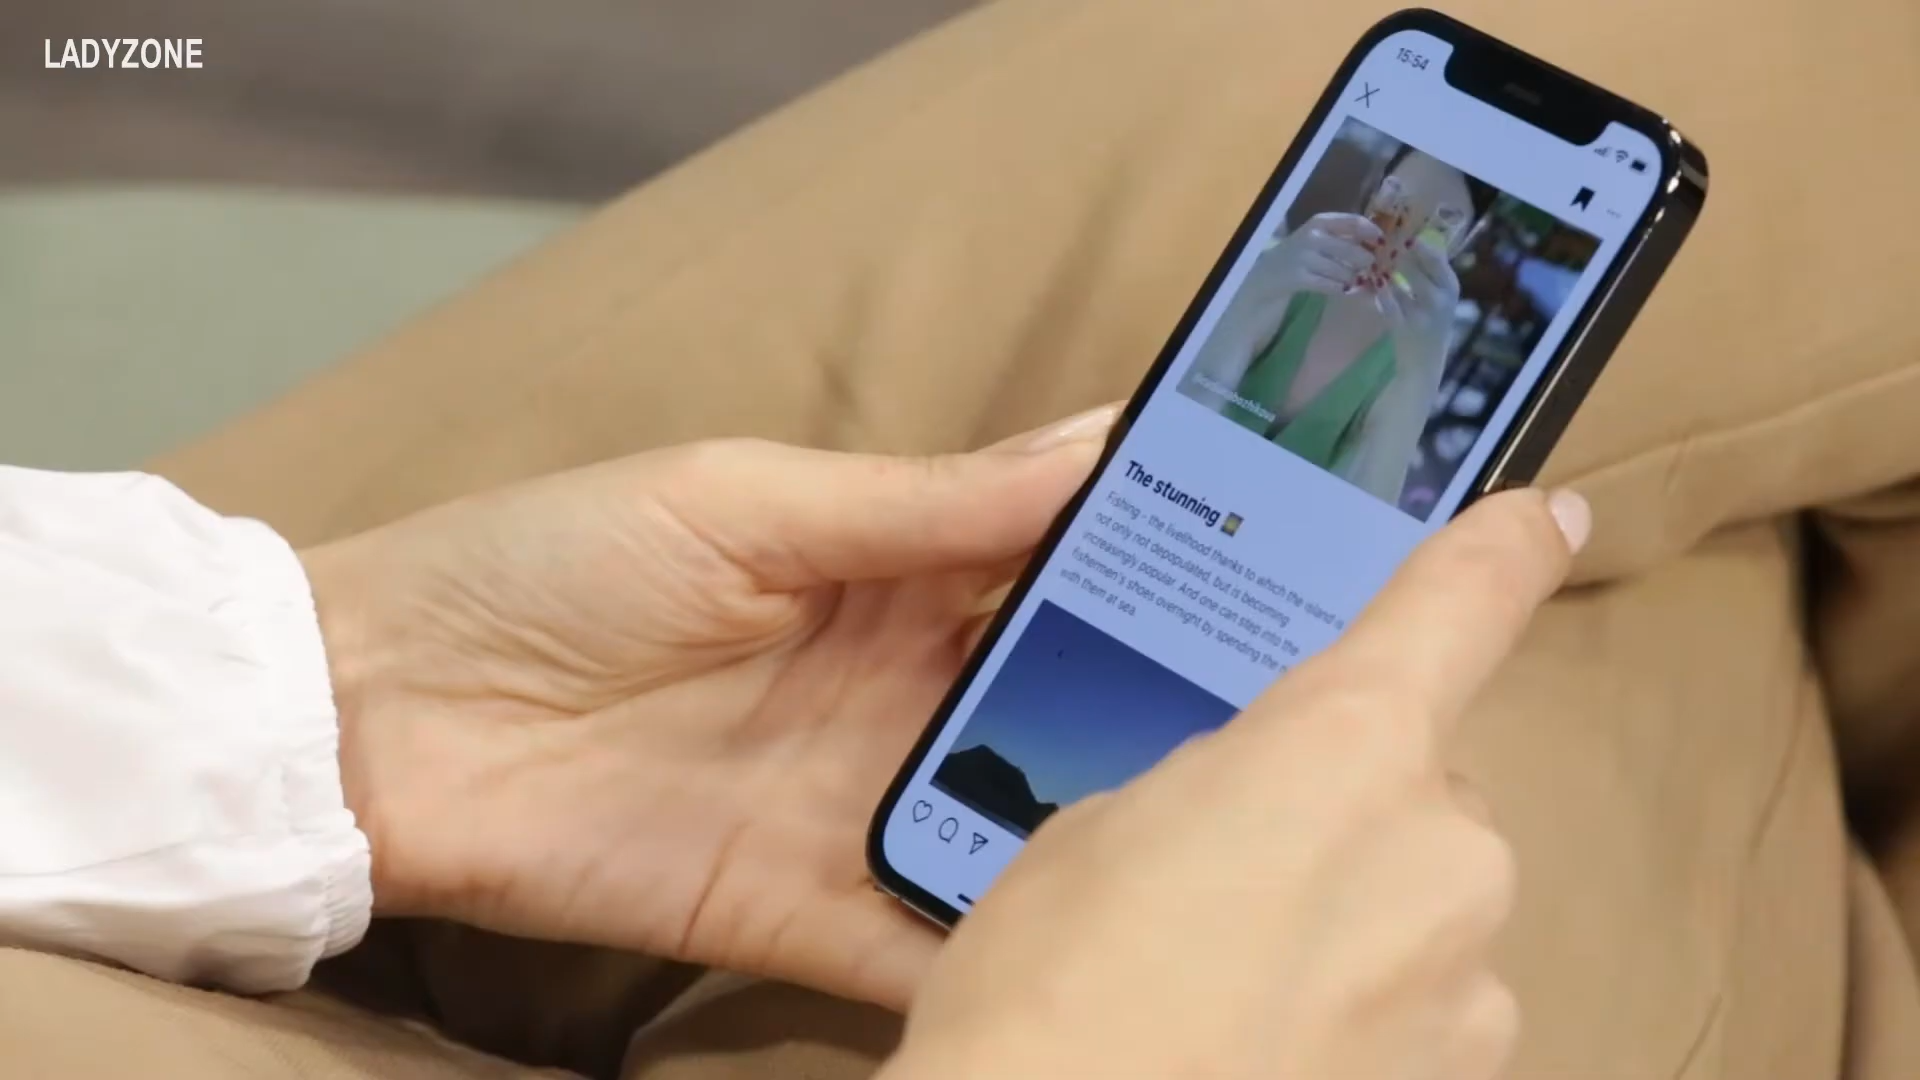 LADYZONE
15:54
The stunning
Fishing - the livelihood thanks to which the island is
not only not depopulated, but is becoming
increasingly popular. And one can step into the
fishermen's shoes overnight by spending the
with them at sea.